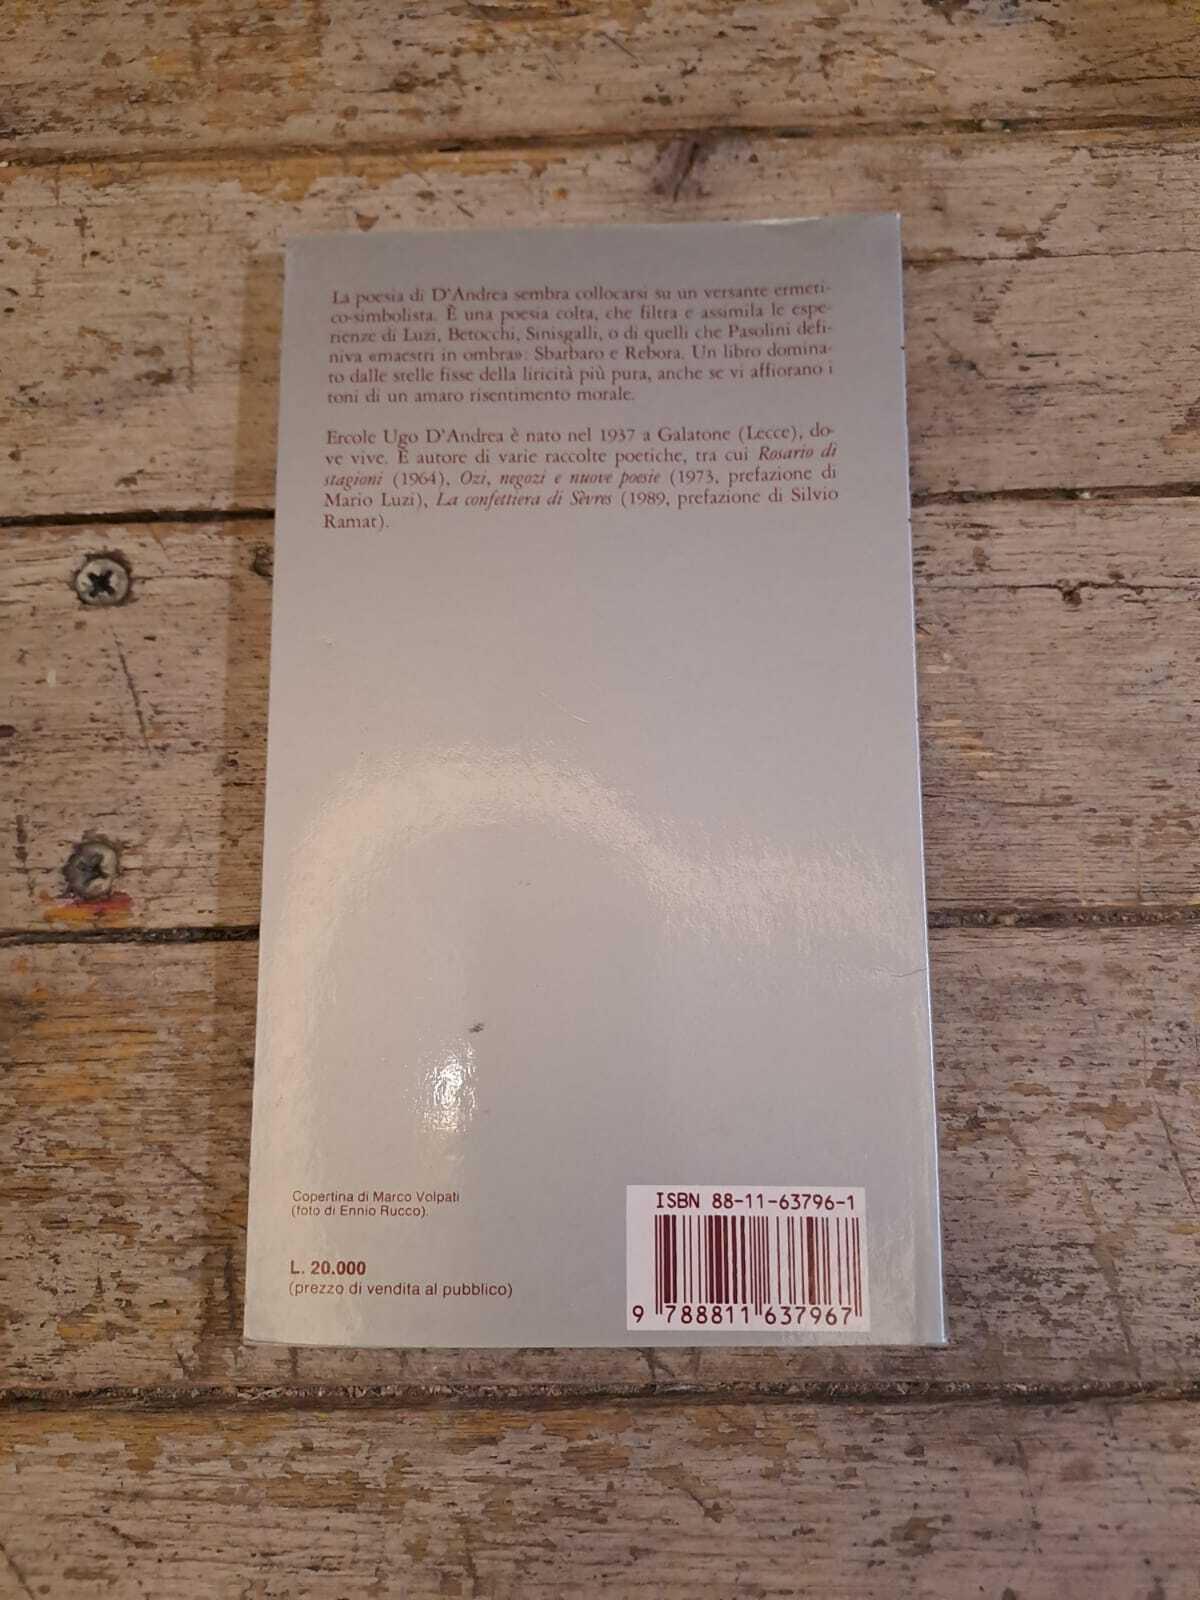 La poesia di D'Andrea sembra collocarsi su un versante ermeti-
co-simbolista. È una poesia colta, che filtra e assimila le espe-
rienze di Luzi, Betocchi, Sinisgalli, o di quelli che Pasolini defi-
niva «maestri in ombra»: Sbarbaro e Rebora. Un libro domina-
to dalle stelle fisse della liricità più pura, anche se vi affiorano i
toni di un amaro risentimento morale.
Ercole Ugo D'Andrea è nato nel 1937 a Galatone (Lecce), do-
ve vive. È autore di varie raccolte poetiche, tra cui Rosario di
stagioni (1964), Ozi, negozi e nuove poesie (1973, prefazione di
Mario Luzi), La confettiera di Sèvres (1989, prefazione di Silvio
Ramat).
Copertina di Marco Volpati
(foto di Ennio Rucco).
L. 20.000
(prezzo di vendita al pubblico)
ISBN 88-11-63796-1
9 788811 637967